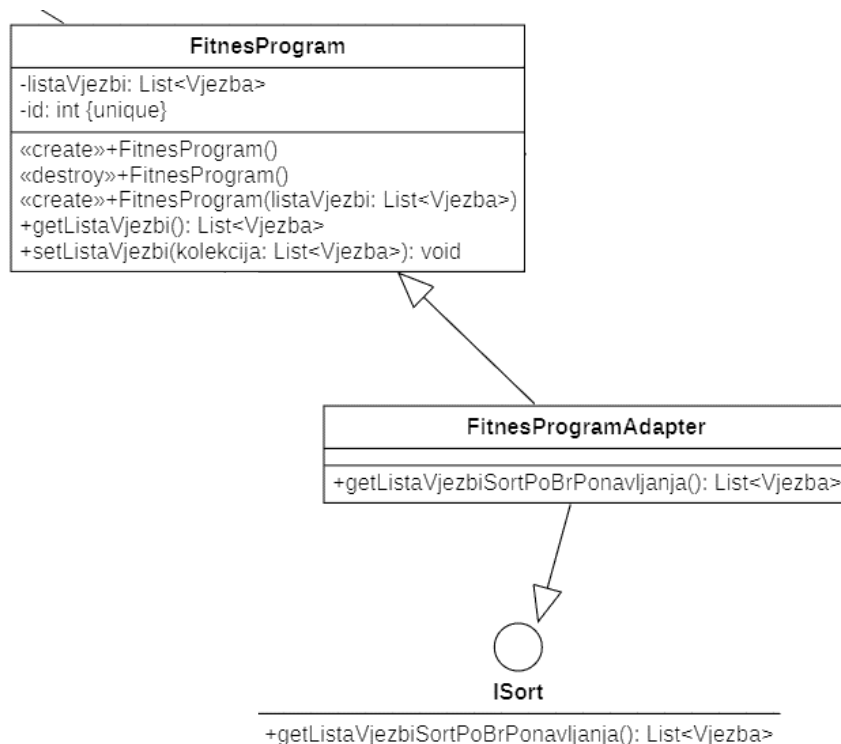 FitnesProgram
-listaVjezbi: List<Vjezba>
-id: int {unique}
«create»+FitnesProgram()
«destroy»+FitnesProgram()
«create»+FitnesProgram(listaVjezbi: List<Vjezba>)
+getListaVjezbi(): List<Vjezba>
+setListaVjezbi(kolekcija: List<Vjezba>): void
FitnesProgramAdapter
+getListaVjezbiSortPoBrPonavljanja(): List<Vjezba>
ISort
+getListaVjezbiSortPoBrPonavljanja(): List<Vjezba>